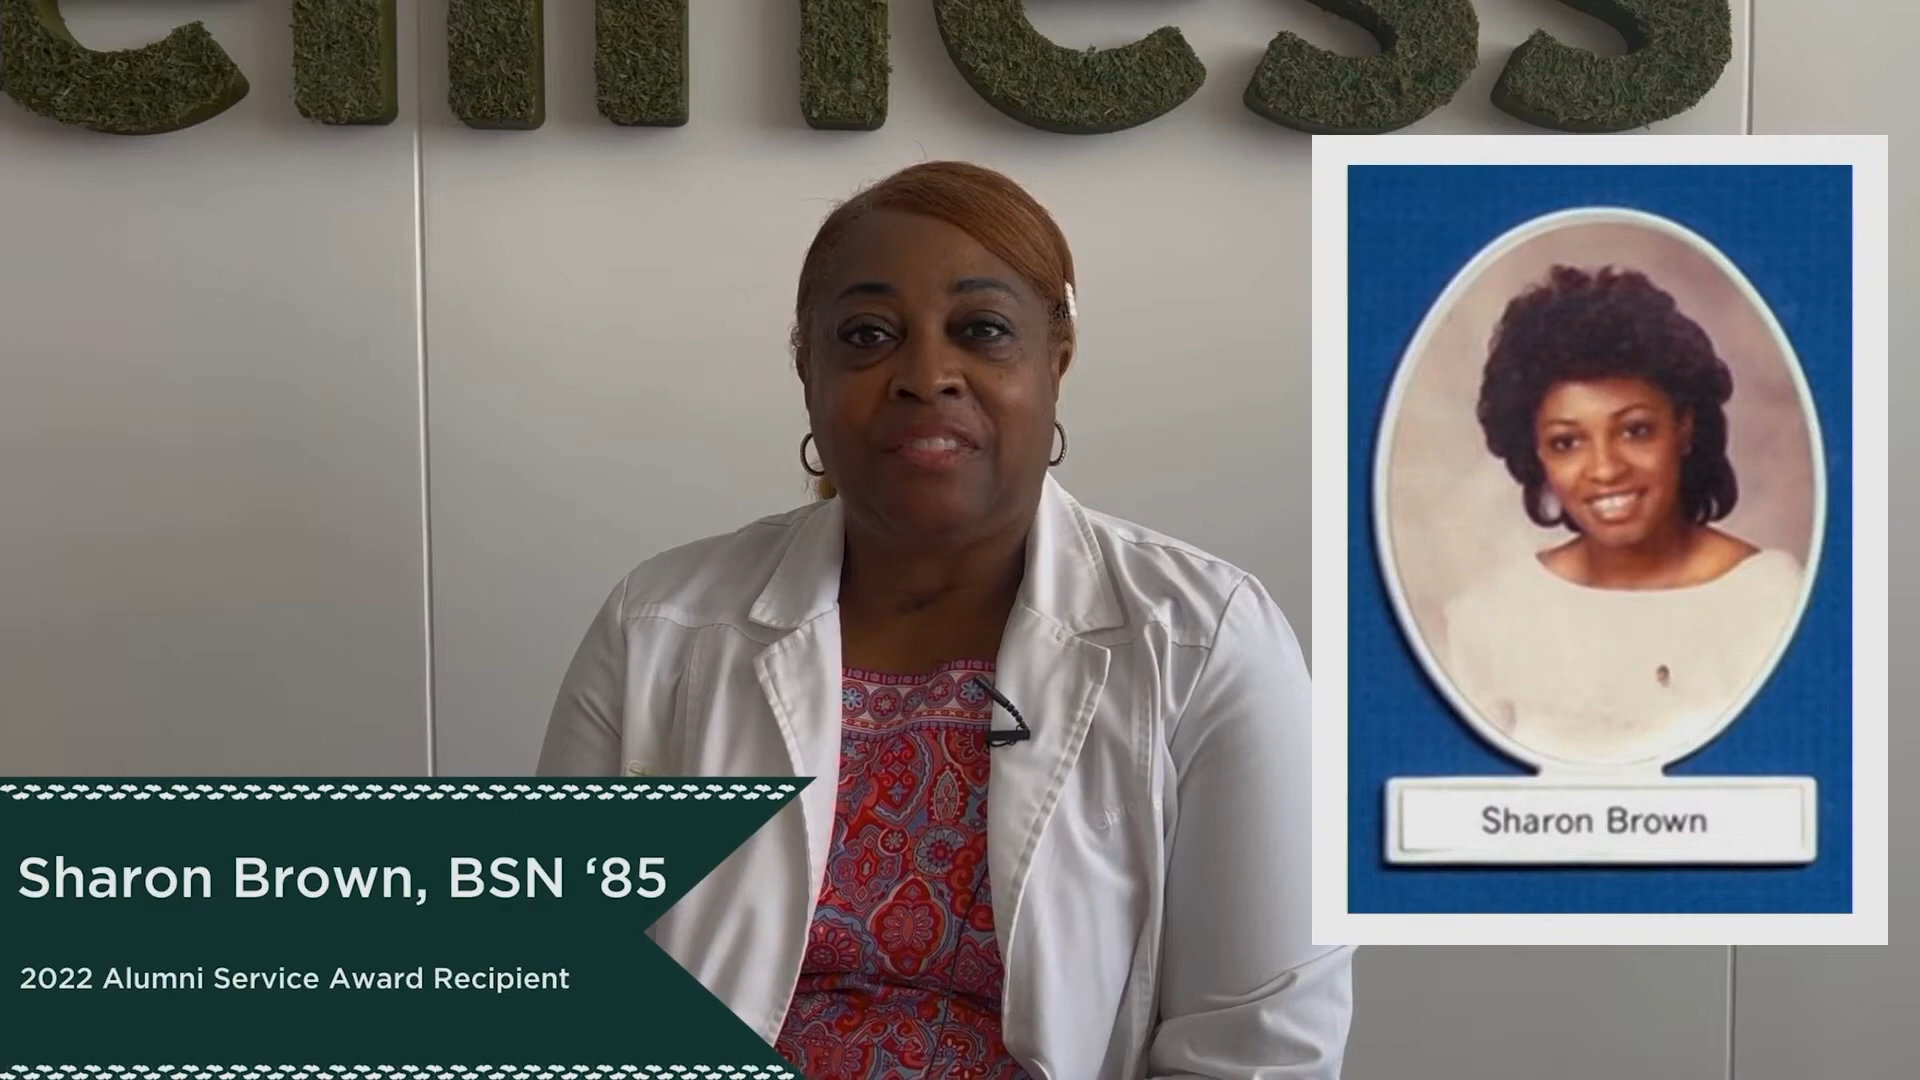 Sharon Brown
Sharon Brown, BSN ‘85
2022 Alumni Service Award Recipient